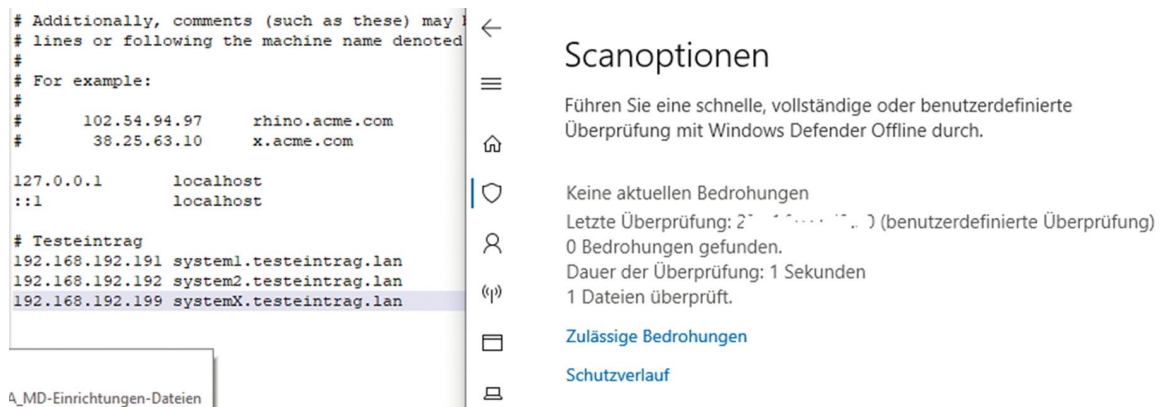 # Additionally, comments (such as these) may
# lines or following the machine name denoted
#
# For example:
#
#      102.54.94.97     rhino.acme.com
#       38.25.63.10     x.acme.com
127.0.0.1       localhost
::1             localhost
# Testeintrag
192.168.192.191 system1.testeintrag.lan
192.168.192.192 system2.testeintrag.lan
192.168.192.199 systemX.testeintrag.lan
A_MD-Einrichtungen-Dateien
Scanoptionen
Führen Sie eine schnelle, vollständige oder benutzerdefinierte
Überprüfung mit Windows Defender Offline durch.
Keine aktuellen Bedrohungen
Letzte Überprüfung: (benutzerdefinierte Überprüfung)
0 Bedrohungen gefunden.
Dauer der Überprüfung: 1 Sekunden
1 Dateien überprüft.
Zulässige Bedrohungen
Schutzverlauf